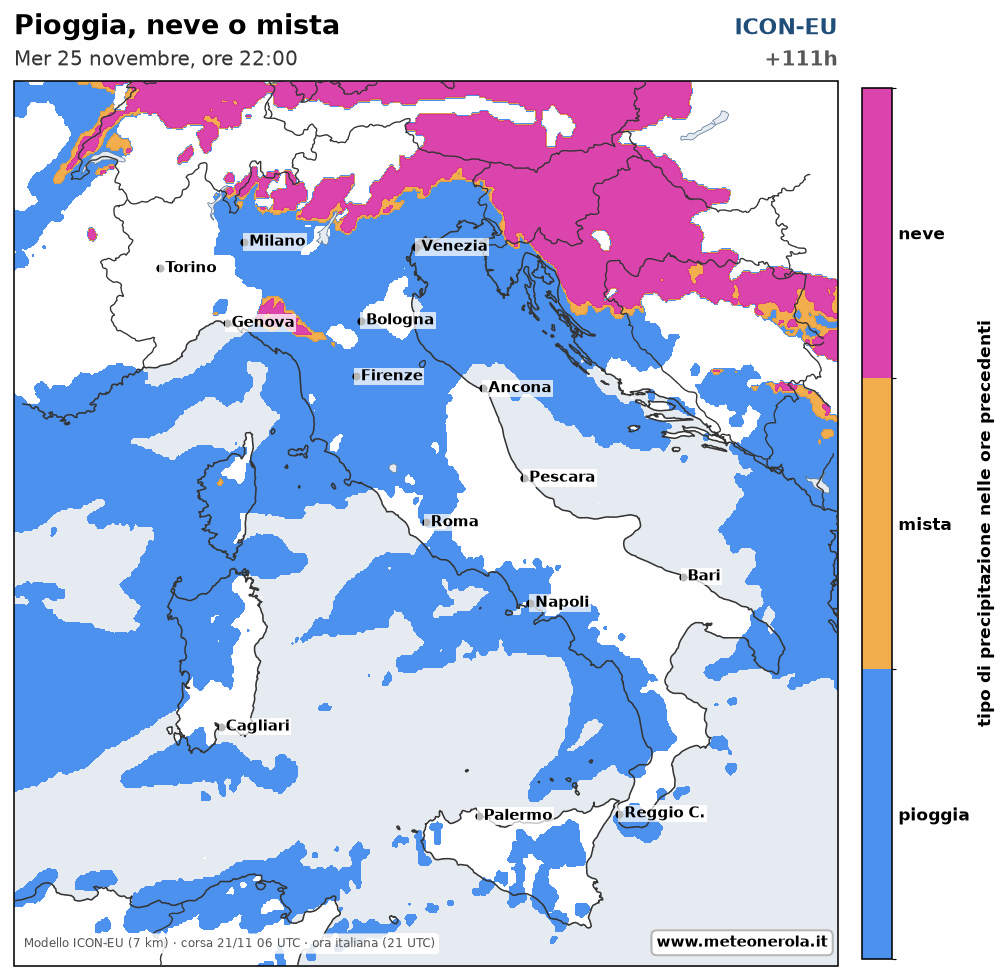 Pioggia, neve o mista
ICON-EU
Mer 25 novembre, ore 22:00
+111h
neve
Milano
Venezia
Torino
Genova
Bologna
Firenze
Ancona
Pescara
Roma
mista
Bari
Napoli
tipo di precipitazione nelle ore precedenti
Cagliari
Palermo
Reggio C.
pioggia
Modello ICON-EU (7 km) · corsa 21/11 06 UTC · ora italiana (21 UTC)
www.meteonerola.it